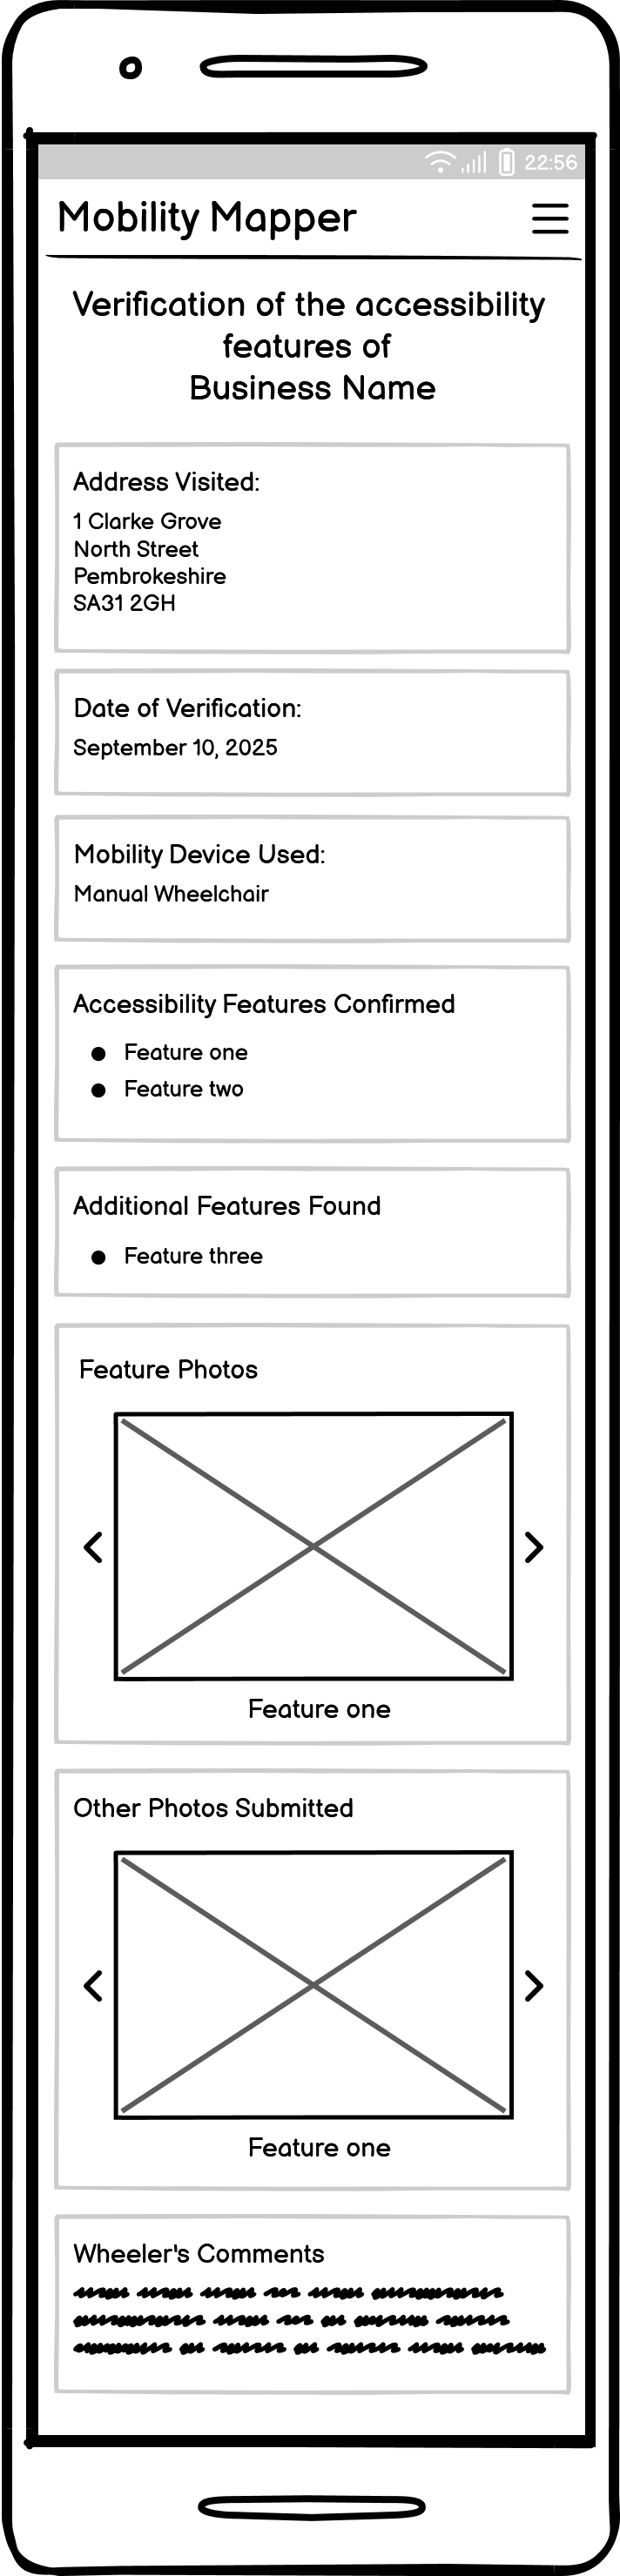 22:56
Mobility Mapper
Verification of the accessibility
features of
Business Name
Address Visited:
1 Clarke Grove
North Street
Pembrokeshire
SA31 2GH
Date of Verification:
September 10, 2025
Mobility Device Used:
Manual Wheelchair
Accessibility Features Confirmed
Feature one
Feature two
Additional Features Found
Feature three
Feature Photos
Feature one
Other Photos Submitted
Feature one
Wheeler's Comments